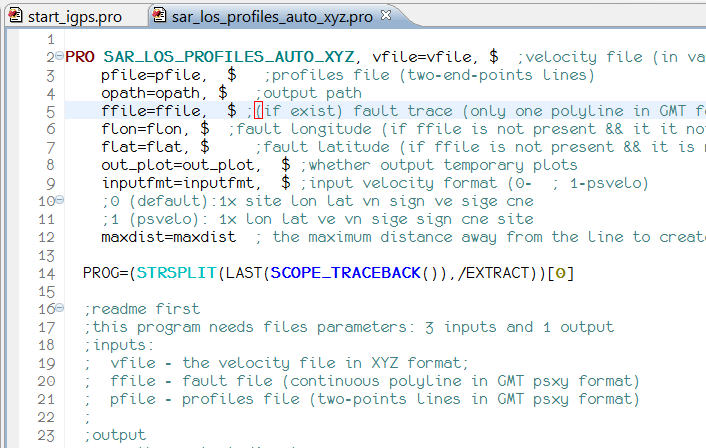 start_igps.pro
sar_los_profiles_auto_xyz.pro
1
2 PRO SAR_LOS_PROFILES_AUTO_XYZ, vfile=vfile, $ ;velocity file (in va
3 pfile=pfile, $ ;profiles file (two-end-points lines)
4 opath=opath, $ ;output path
5 ffile=ffile, $ ;(if exist) fault trace (only one polyline in GMT fo
6 flon=flon, $ ;fault longitude (if ffile is not present && it it not
7 flat=flat, $ ;fault latitude (if ffile is not present && it is n
8 out_plot=out_plot, $ ;whether output temporary plots
9 inputfmt=inputfmt, $ ;input velocity format (0- ; 1-psvelo)
10 ;0 (default):1x site lon lat vn sign ve sige cne
11 ;1 (psvelo): 1x lon lat ve vn sige sign cne site
12 maxdist=maxdist ; the maximum distance away from the line to create
13
14 PROG=(STRSPLIT(LAST(SCOPE_TRACEBACK()),/EXTRACT))[0]
15
16 ;readme first
17 ;this program needs files parameters: 3 inputs and 1 output
18 ;inputs:
19 ; vfile - the velocity file in XYZ format;
20 ; ffile - fault file (continuous polyline in GMT psxy format)
21 ; pfile - profiles file (two-points lines in GMT psxy format)
22 ;
23 ;output